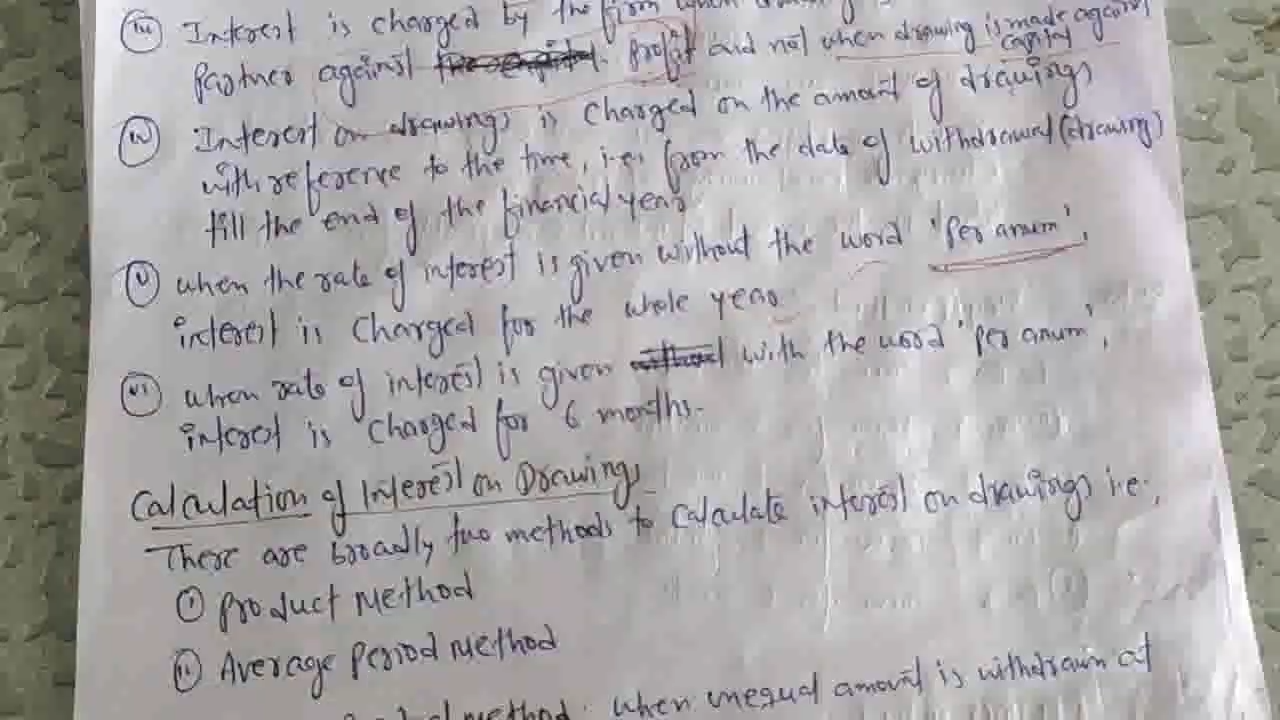 (iii) Interest is charged by the firm when
Partner against profit and not when drawing is made against
capital
(iv) Interest on drawings is charged on the amount of drawings
with reference to the time, i.e. from the date of withdrawal (drawing)
till the end of the financial year
(v) when the rate of interest is given without the word 'Per anum',
interest is charged for the whole year
(vi) when rate of interest is given with the word 'per anum',
interest is charged for 6 months.
Calculation of Interest on Drawings
There are broadly two methods to calculate interest on drawings i.e.,
(i) Product Method
(ii) Average Period Method
method: when unequal amount is withdrawn at